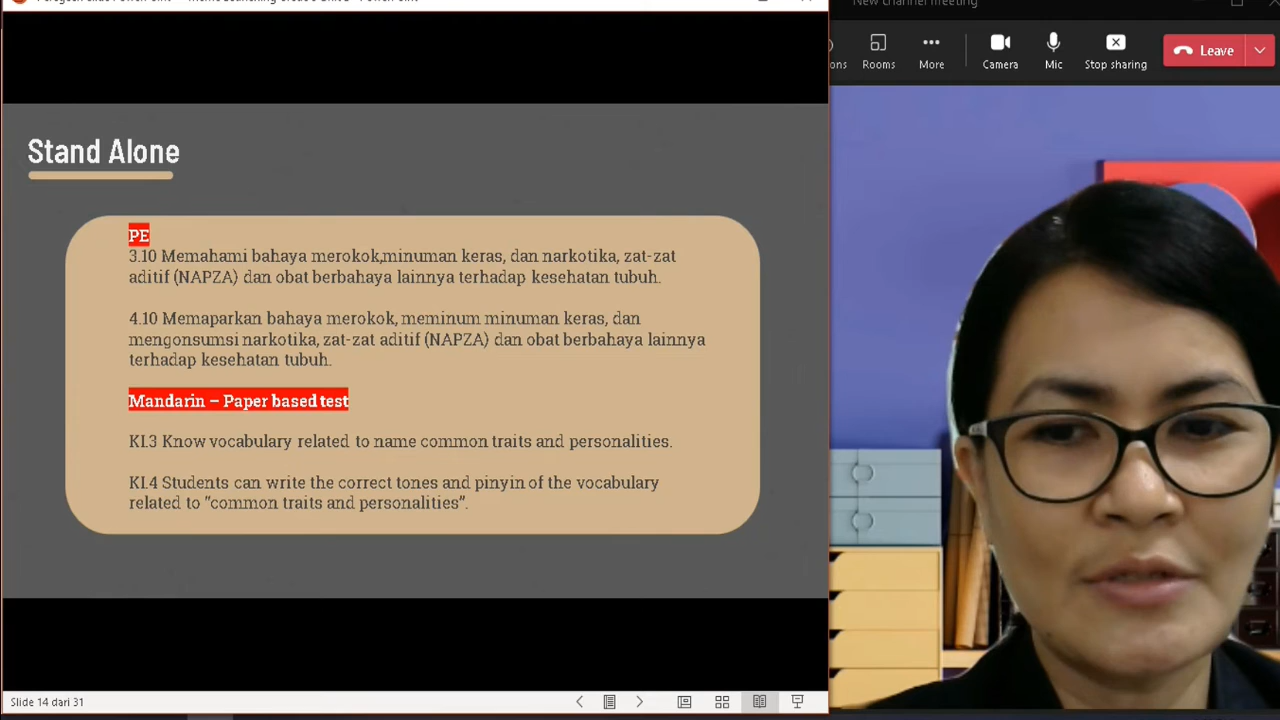 New channel meeting
Rooms
More
Camera
Mic
Stop sharing
Leave
Stand Alone
PE
3.10 Memahami bahaya merokok,minuman keras, dan narkotika, zat-zat
aditif (NAPZA) dan obat berbahaya lainnya terhadap kesehatan tubuh.
4.10 Memaparkan bahaya merokok, meminum minuman keras, dan
mengonsumsi narkotika, zat-zat aditif (NAPZA) dan obat berbahaya lainnya
terhadap kesehatan tubuh.
Mandarin – Paper based test
KI.3 Know vocabulary related to name common traits and personalities.
KI.4 Students can write the correct tones and pinyin of the vocabulary
related to “common traits and personalities”.
Slide 14 dari 31